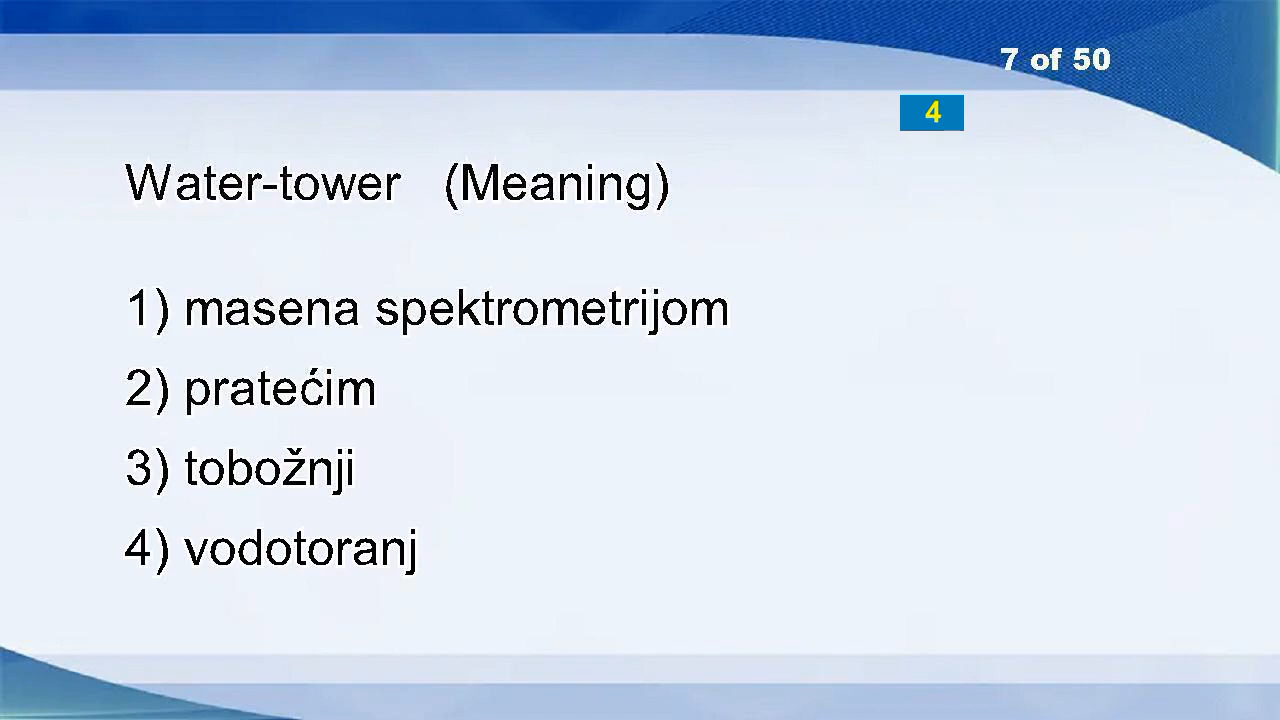 7 of 50
4
Water-tower (Meaning)
1) masena spektrometrijom
2) pratećim
3) tobožnji
4) vodotoranj